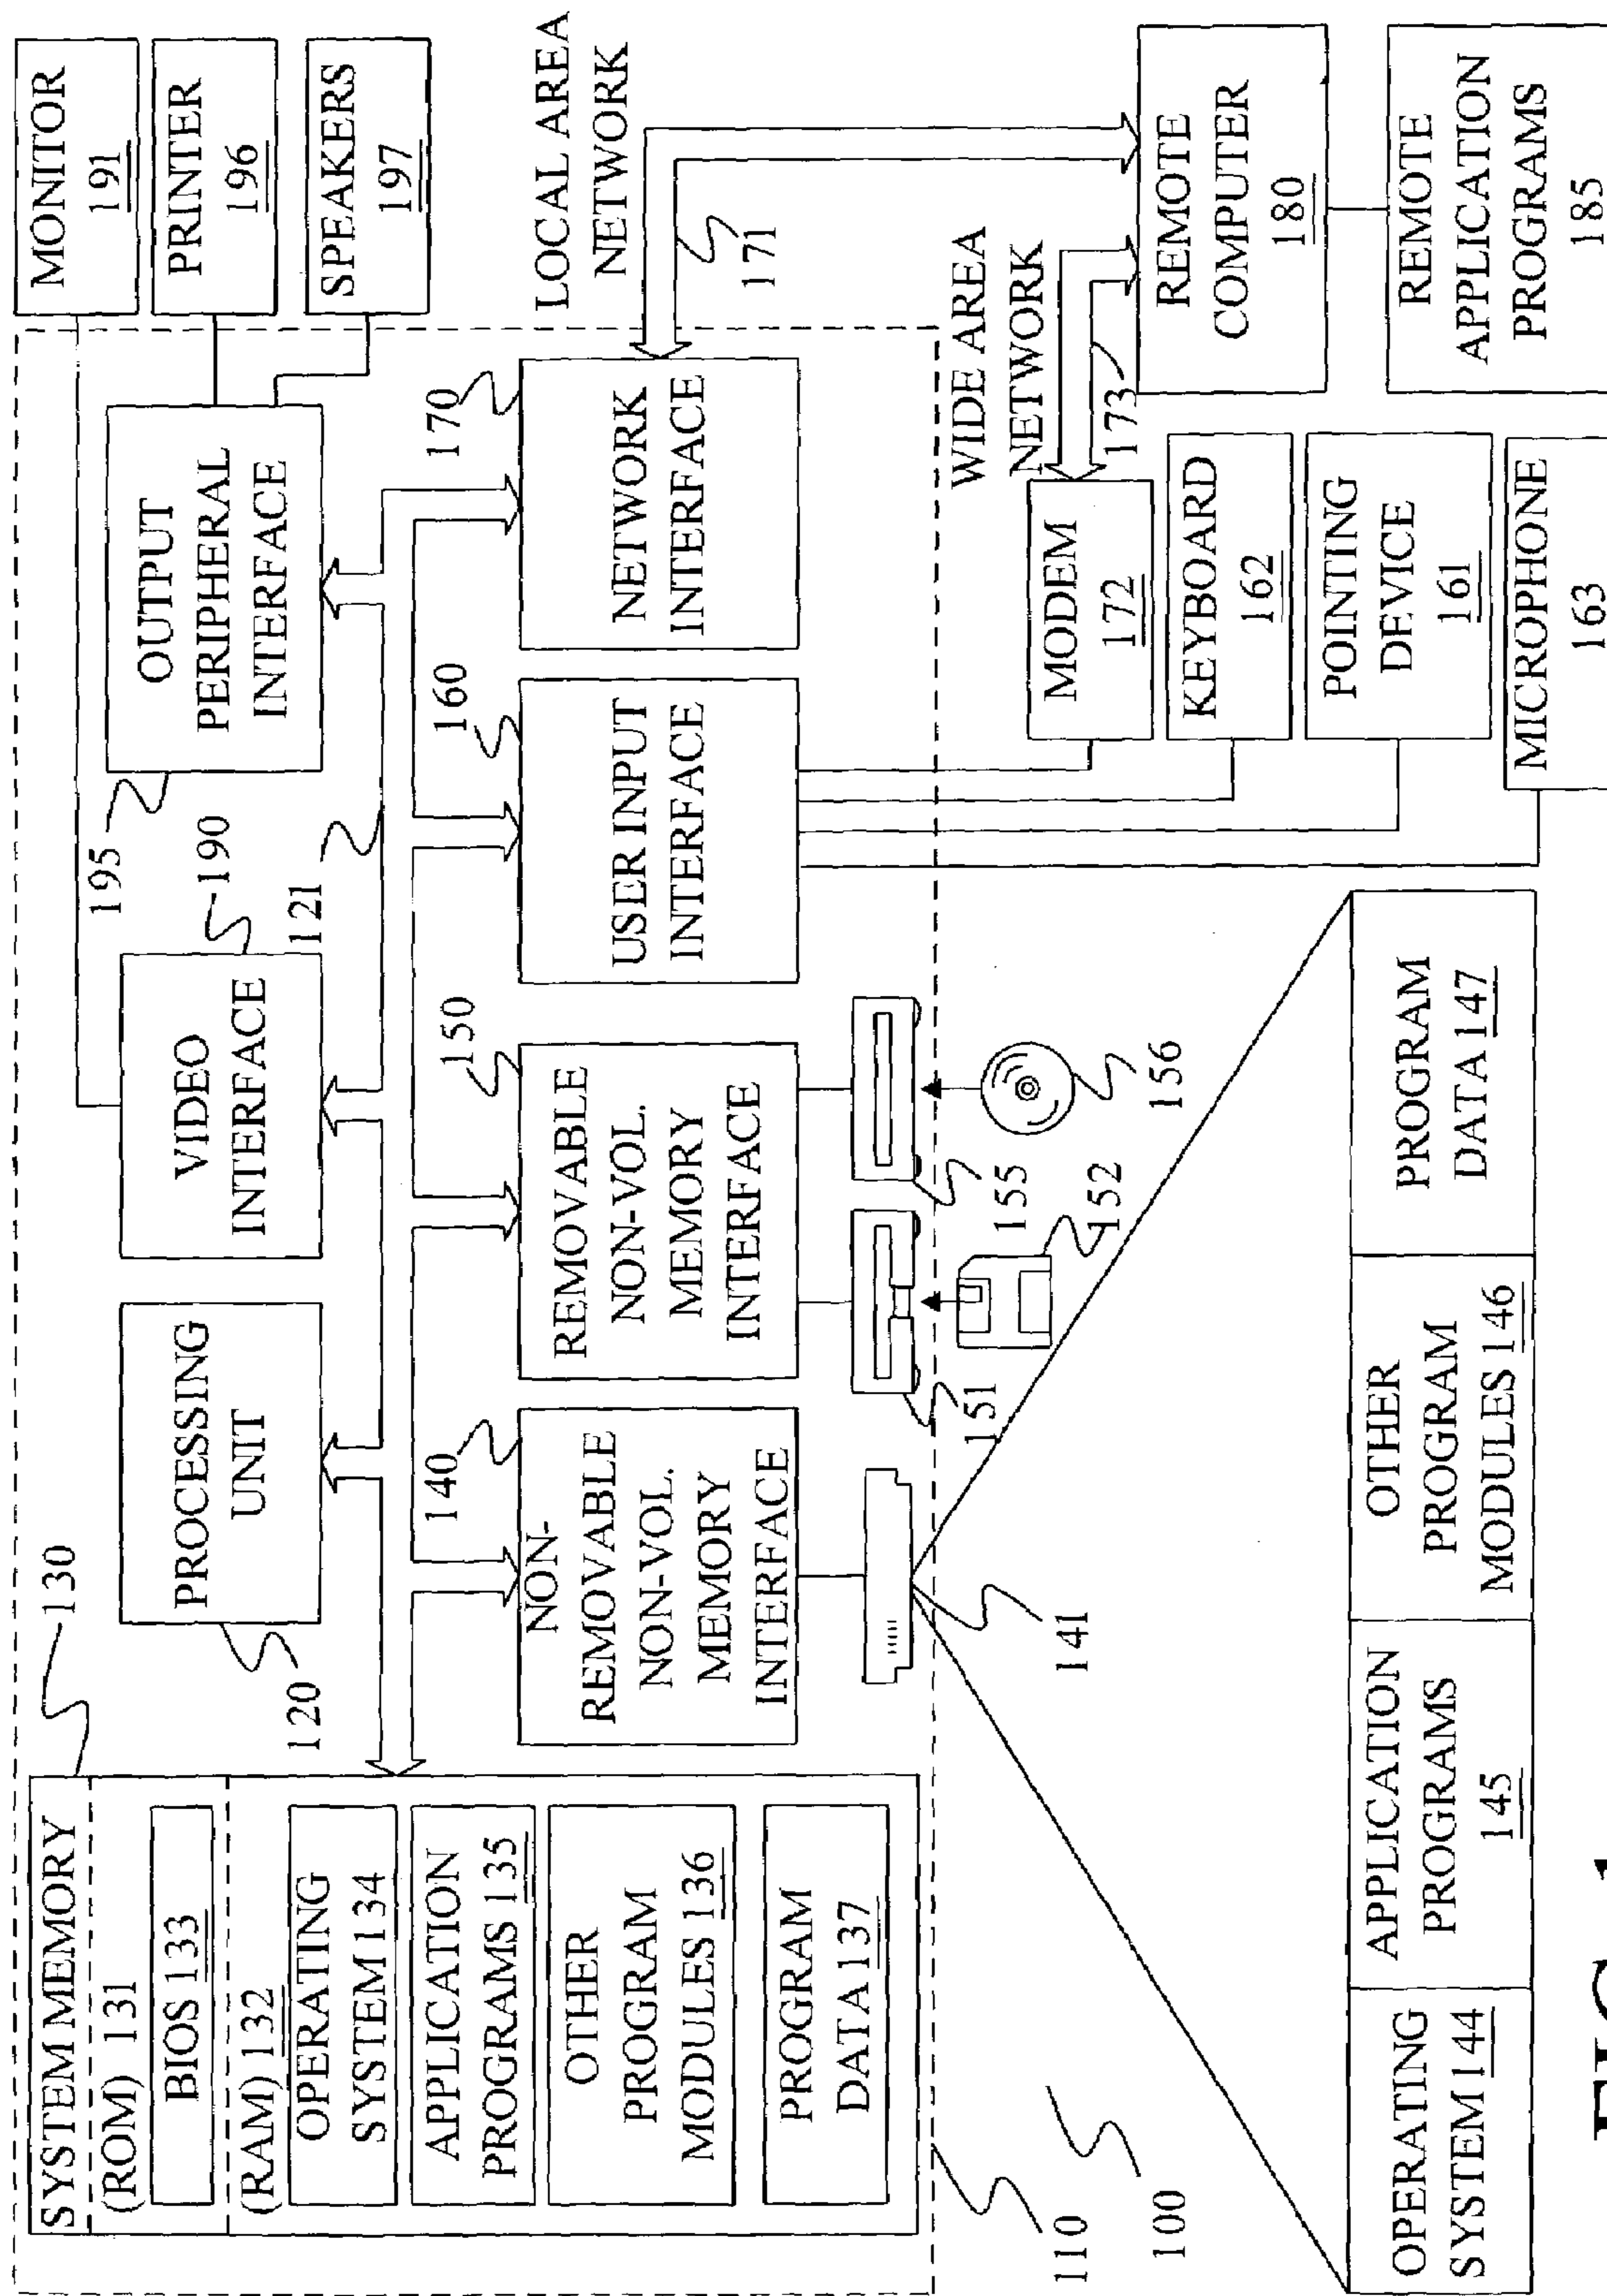 SYSTEM MEMORY
(ROM) 131
BIOS 133
(RAM) 132
OPERATING
SYSTEM 134
APPLICATION
PROGRAMS 135
OTHER
PROGRAM
MODULES 136
PROGRAM
DATA 137
130
PROCESSING
UNIT
120
VIDEO
INTERFACE
190
121
OUTPUT
PERIPHERAL
INTERFACE
195
MONITOR
191
PRINTER
196
SPEAKERS
197
NON-
REMOVABLE
NON-VOL.
MEMORY
INTERFACE
140
REMOVABLE
NON-VOL.
MEMORY
INTERFACE
150
USER INPUT
INTERFACE
160
NETWORK
INTERFACE
170
LOCAL AREA
NETWORK
171
141
151
152
155
156
WIDE AREA
NETWORK
173
MODEM
172
KEYBOARD
162
POINTING
DEVICE
161
MICROPHONE
163
REMOTE
COMPUTER
180
REMOTE
APPLICATION
PROGRAMS
185
110
100
OPERATING
SYSTEM 144
APPLICATION
PROGRAMS
145
OTHER
PROGRAM
MODULES 146
PROGRAM
DATA 147